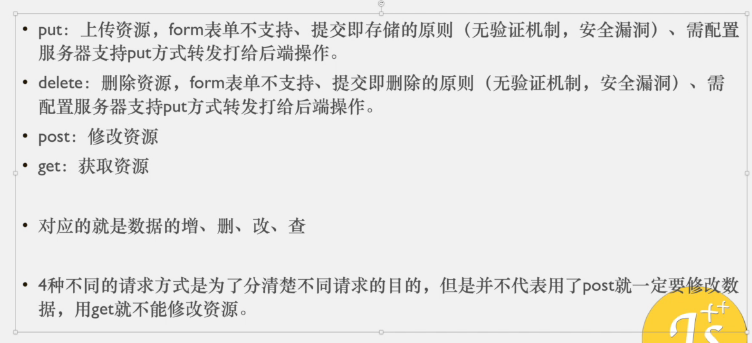 • put：上传资源，form表单不支持、提交即存储的原则（无验证机制，安全漏洞）、需配置
服务器支持put方式转发打给后端操作。
• delete：删除资源，form表单不支持、提交即删除的原则（无验证机制，安全漏洞）、需
配置服务器支持put方式转发打给后端操作。
• post：修改资源
• get：获取资源
• 对应的就是数据的增、删、改、查
• 4种不同的请求方式是为了分清楚不同请求的目的，但是并不代表用了post就一定要修改数
据，用get就不能修改资源。
Js++